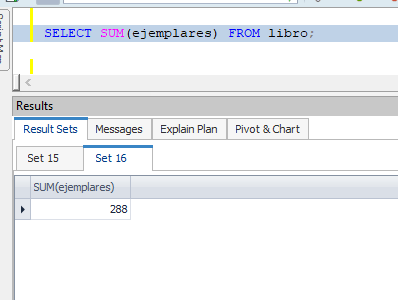 SELECT SUM(ejemplares) FROM libro;
Results
Result Sets Messages Explain Plan Pivot & Chart
Set 15 Set 16
SUM(ejemplares)
288